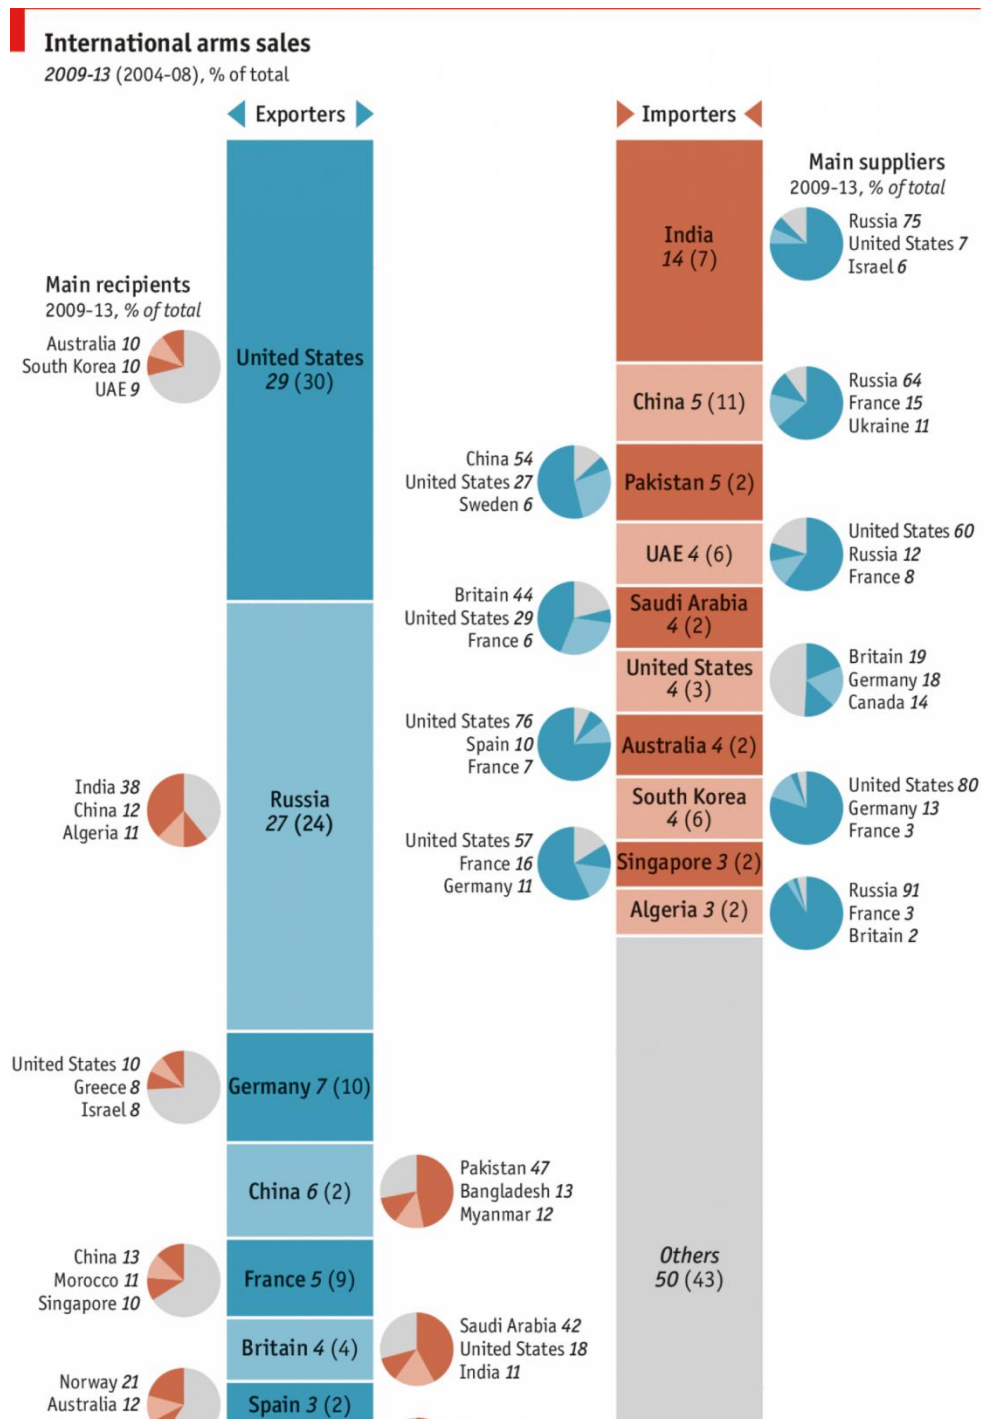 International arms sales
2009-13 (2004-08), % of total
Exporters
Main recipients
2009-13, % of total
Australia 10
South Korea 10
UAE 9
United States
29 (30)
India 38
China 12
Algeria 11
Russia
27 (24)
United States 10
Greece 8
Israel 8
Germany 7 (10)
China 6 (2)
Pakistan 47
Bangladesh 13
Myanmar 12
China 13
Morocco 11
Singapore 10
France 5 (9)
Britain 4 (4)
Saudi Arabia 42
United States 18
India 11
Norway 21
Australia 12
Spain 3 (2)
Importers
Main suppliers
2009-13, % of total
India
14 (7)
Russia 75
United States 7
Israel 6
China 5 (11)
Russia 64
France 15
Ukraine 11
China 54
United States 27
Sweden 6
Pakistan 5 (2)
UAE 4 (6)
United States 60
Russia 12
France 8
Britain 44
United States 29
France 6
Saudi Arabia
4 (2)
United States
4 (3)
Britain 19
Germany 18
Canada 14
United States 76
Spain 10
France 7
Australia 4 (2)
South Korea
4 (6)
United States 80
Germany 13
France 3
United States 57
France 16
Germany 11
Singapore 3 (2)
Algeria 3 (2)
Russia 91
France 3
Britain 2
Others
50 (43)